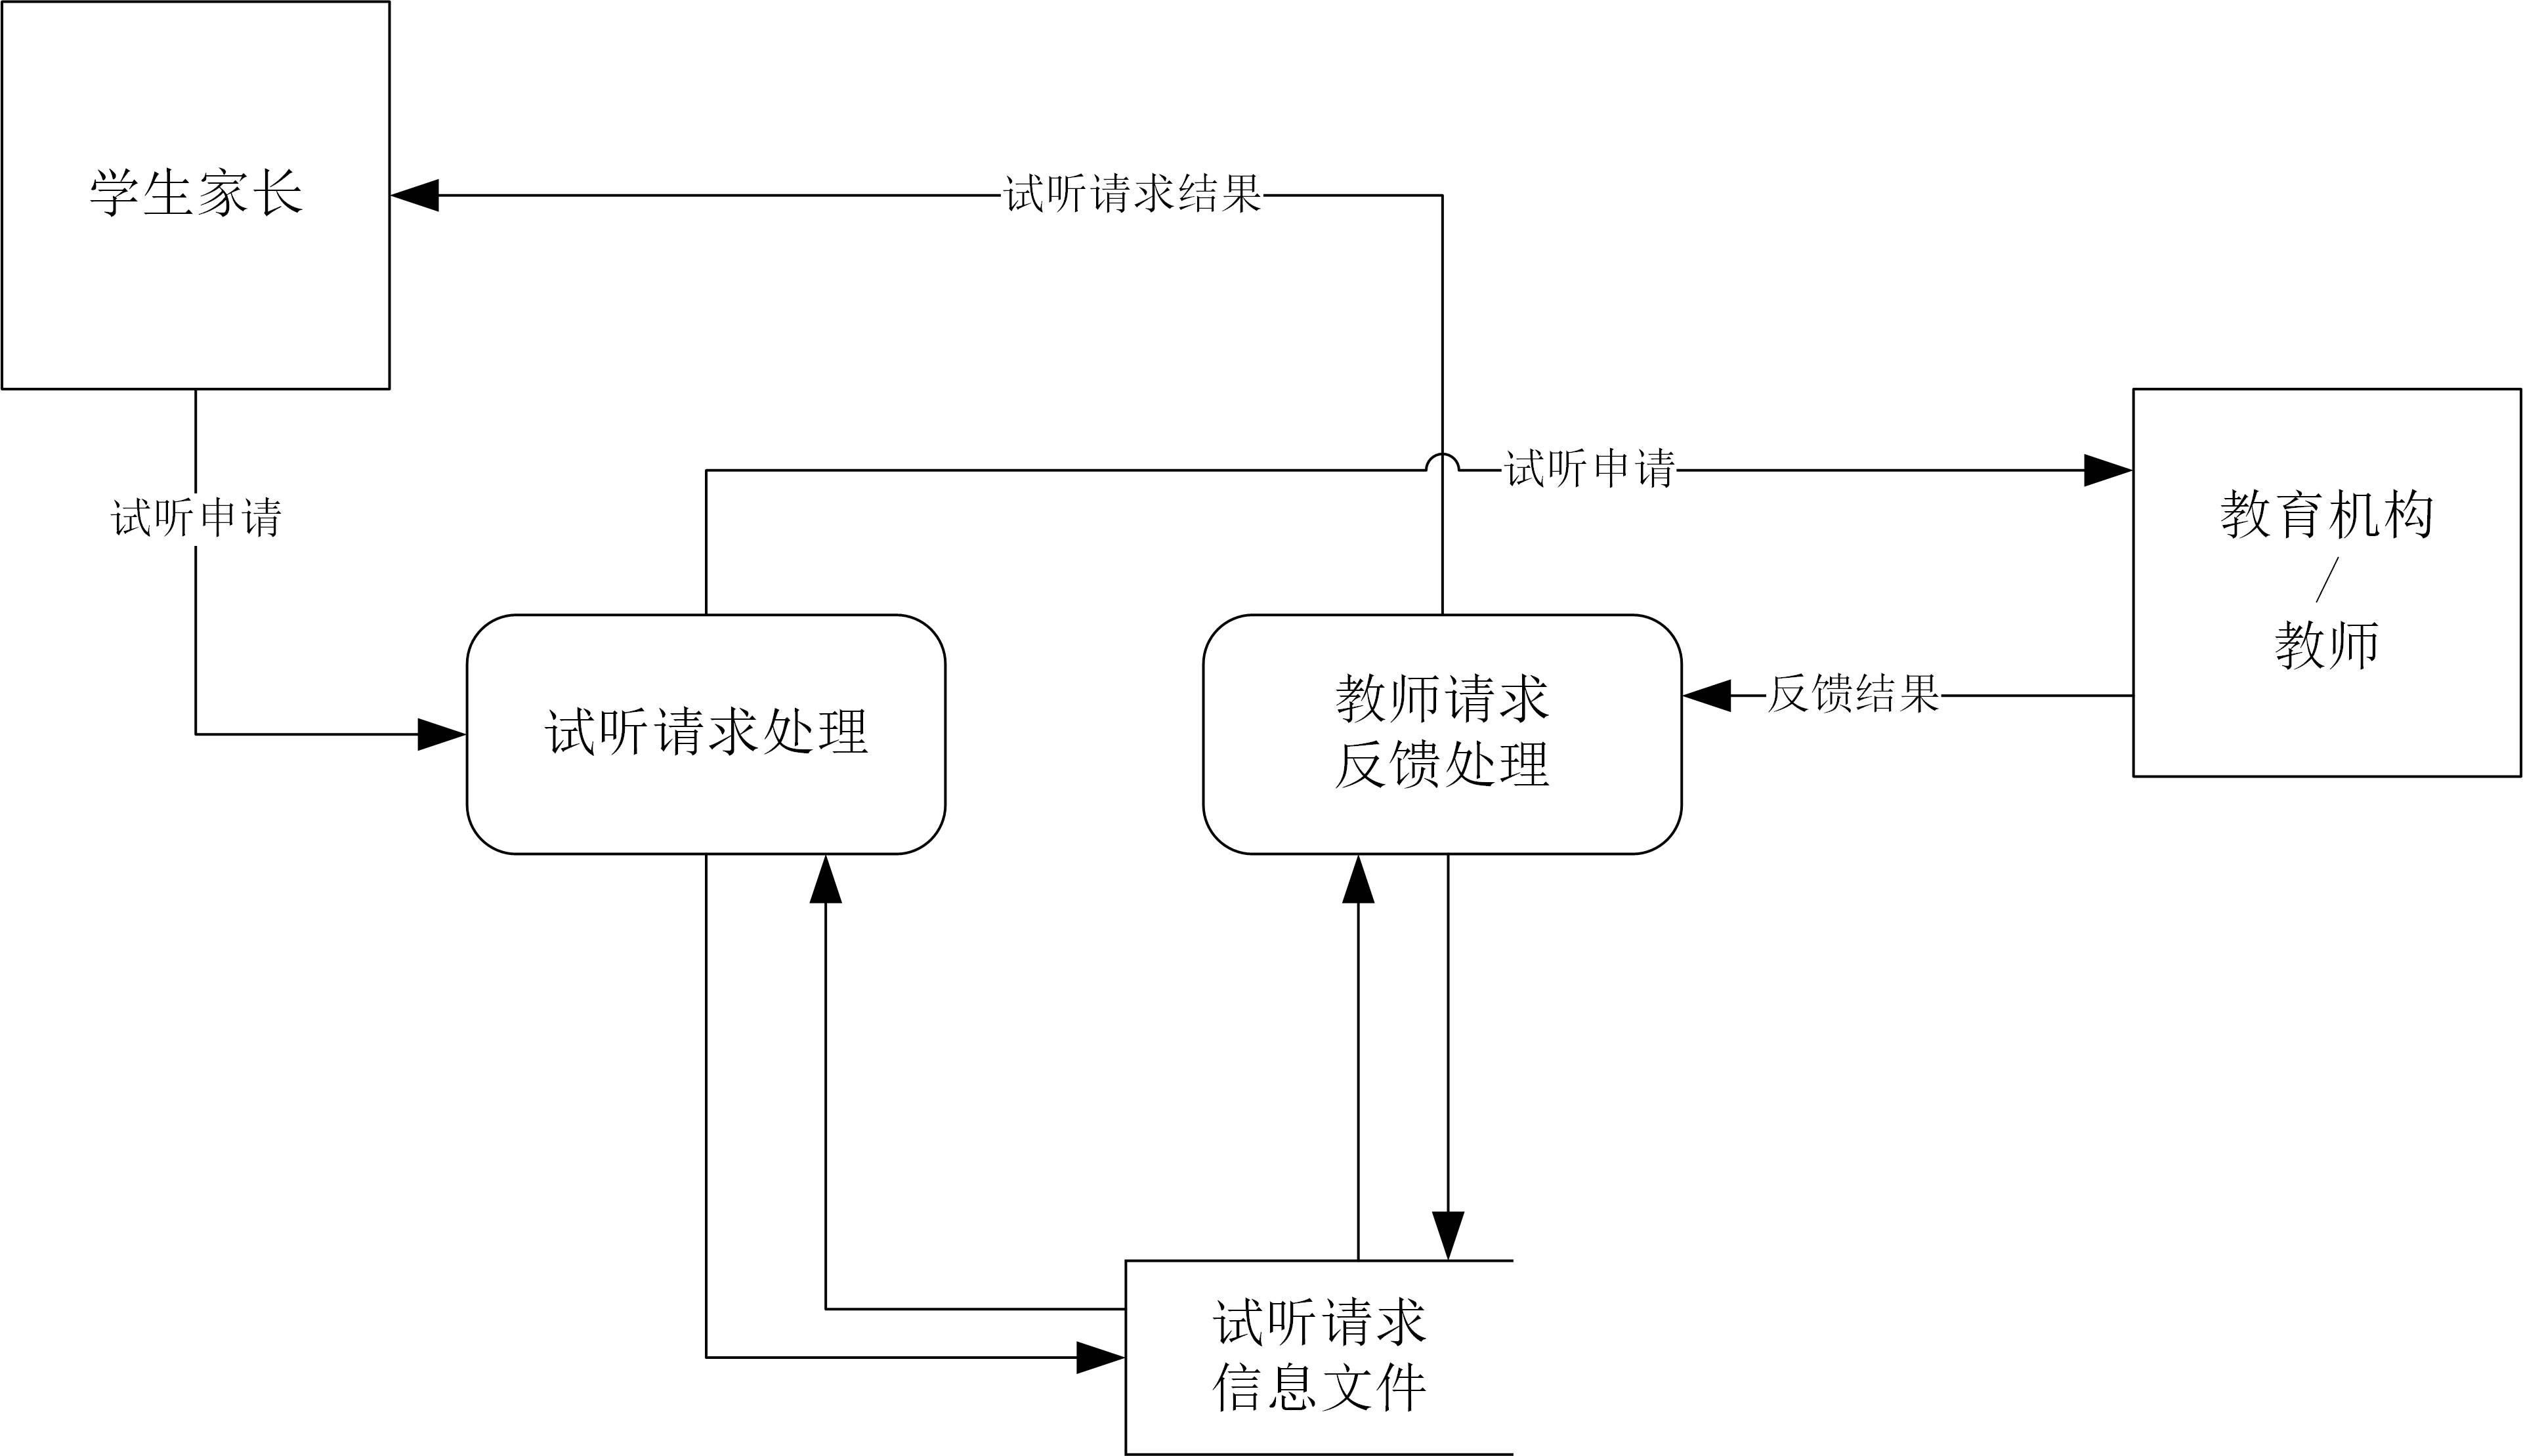 学生家长
试听请求结果
试听申请
试听申请
教育机构
/
教师
试听请求处理
教师请求
反馈处理
反馈结果
试听请求
信息文件